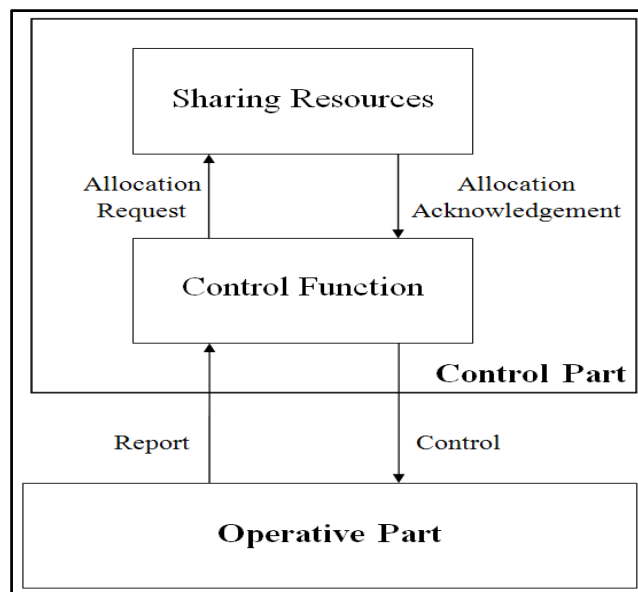 Sharing Resources
Allocation
Request
Allocation
Acknowledgement
Control Function
Control Part
Report
Control
Operative Part